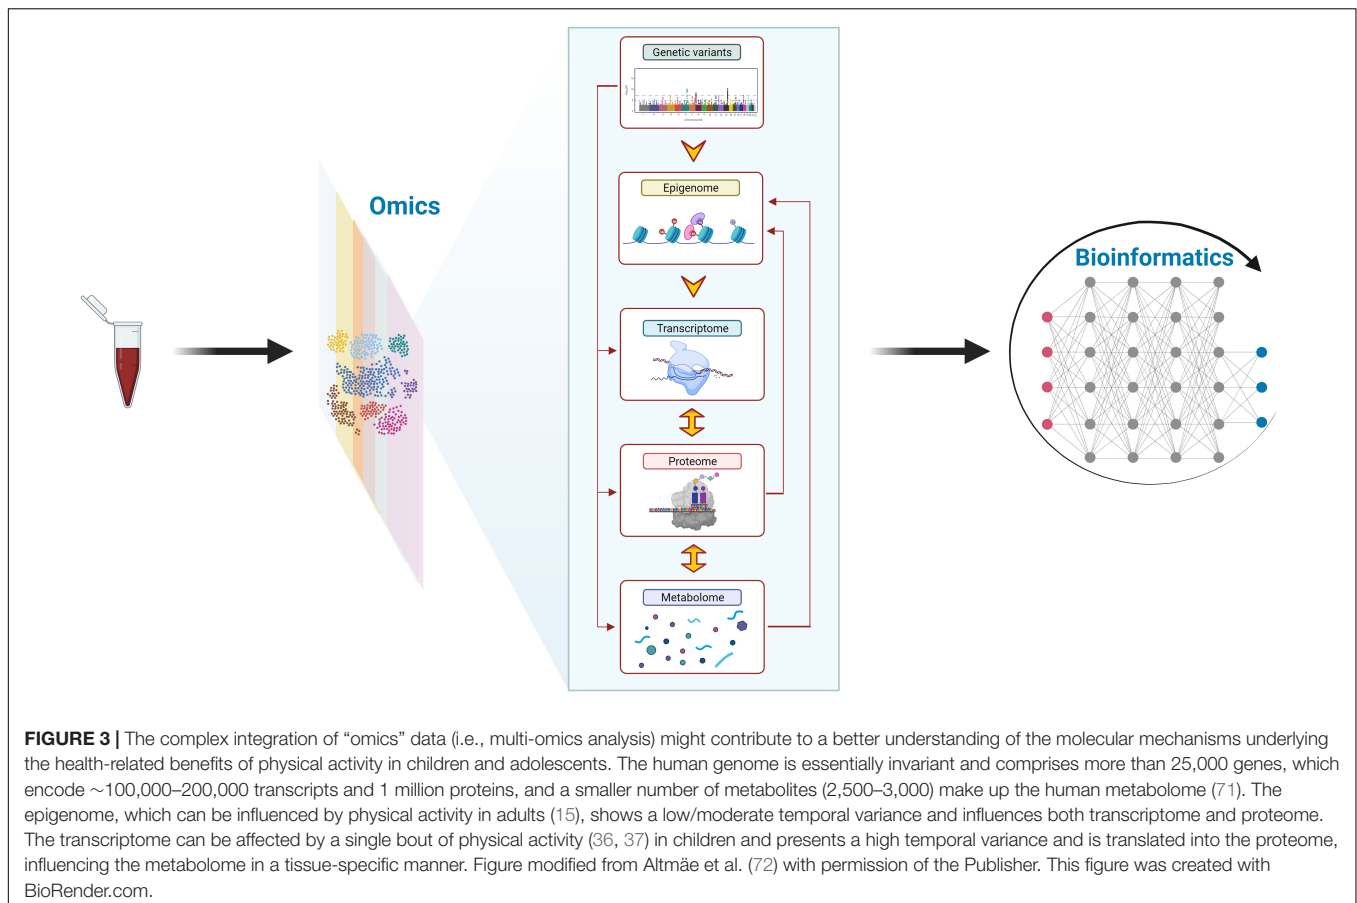 Genetic variants
Chromosome
Epigenome
Omics
Transcriptome
Bioinformatics
Proteome
Metabolome
FIGURE 3 | The complex integration of “omics” data (i.e., multi-omics analysis) might contribute to a better understanding of the molecular mechanisms underlying
the health-related benefits of physical activity in children and adolescents. The human genome is essentially invariant and comprises more than 25,000 genes, which
encode ∼100,000–200,000 transcripts and 1 million proteins, and a smaller number of metabolites (2,500–3,000) make up the human metabolome (71). The
epigenome, which can be influenced by physical activity in adults (15), shows a low/moderate temporal variance and influences both transcriptome and proteome.
The transcriptome can be affected by a single bout of physical activity (36, 37) in children and presents a high temporal variance and is translated into the proteome,
influencing the metabolome in a tissue-specific manner. Figure modified from Altmäe et al. (72) with permission of the Publisher. This figure was created with
BioRender.com.